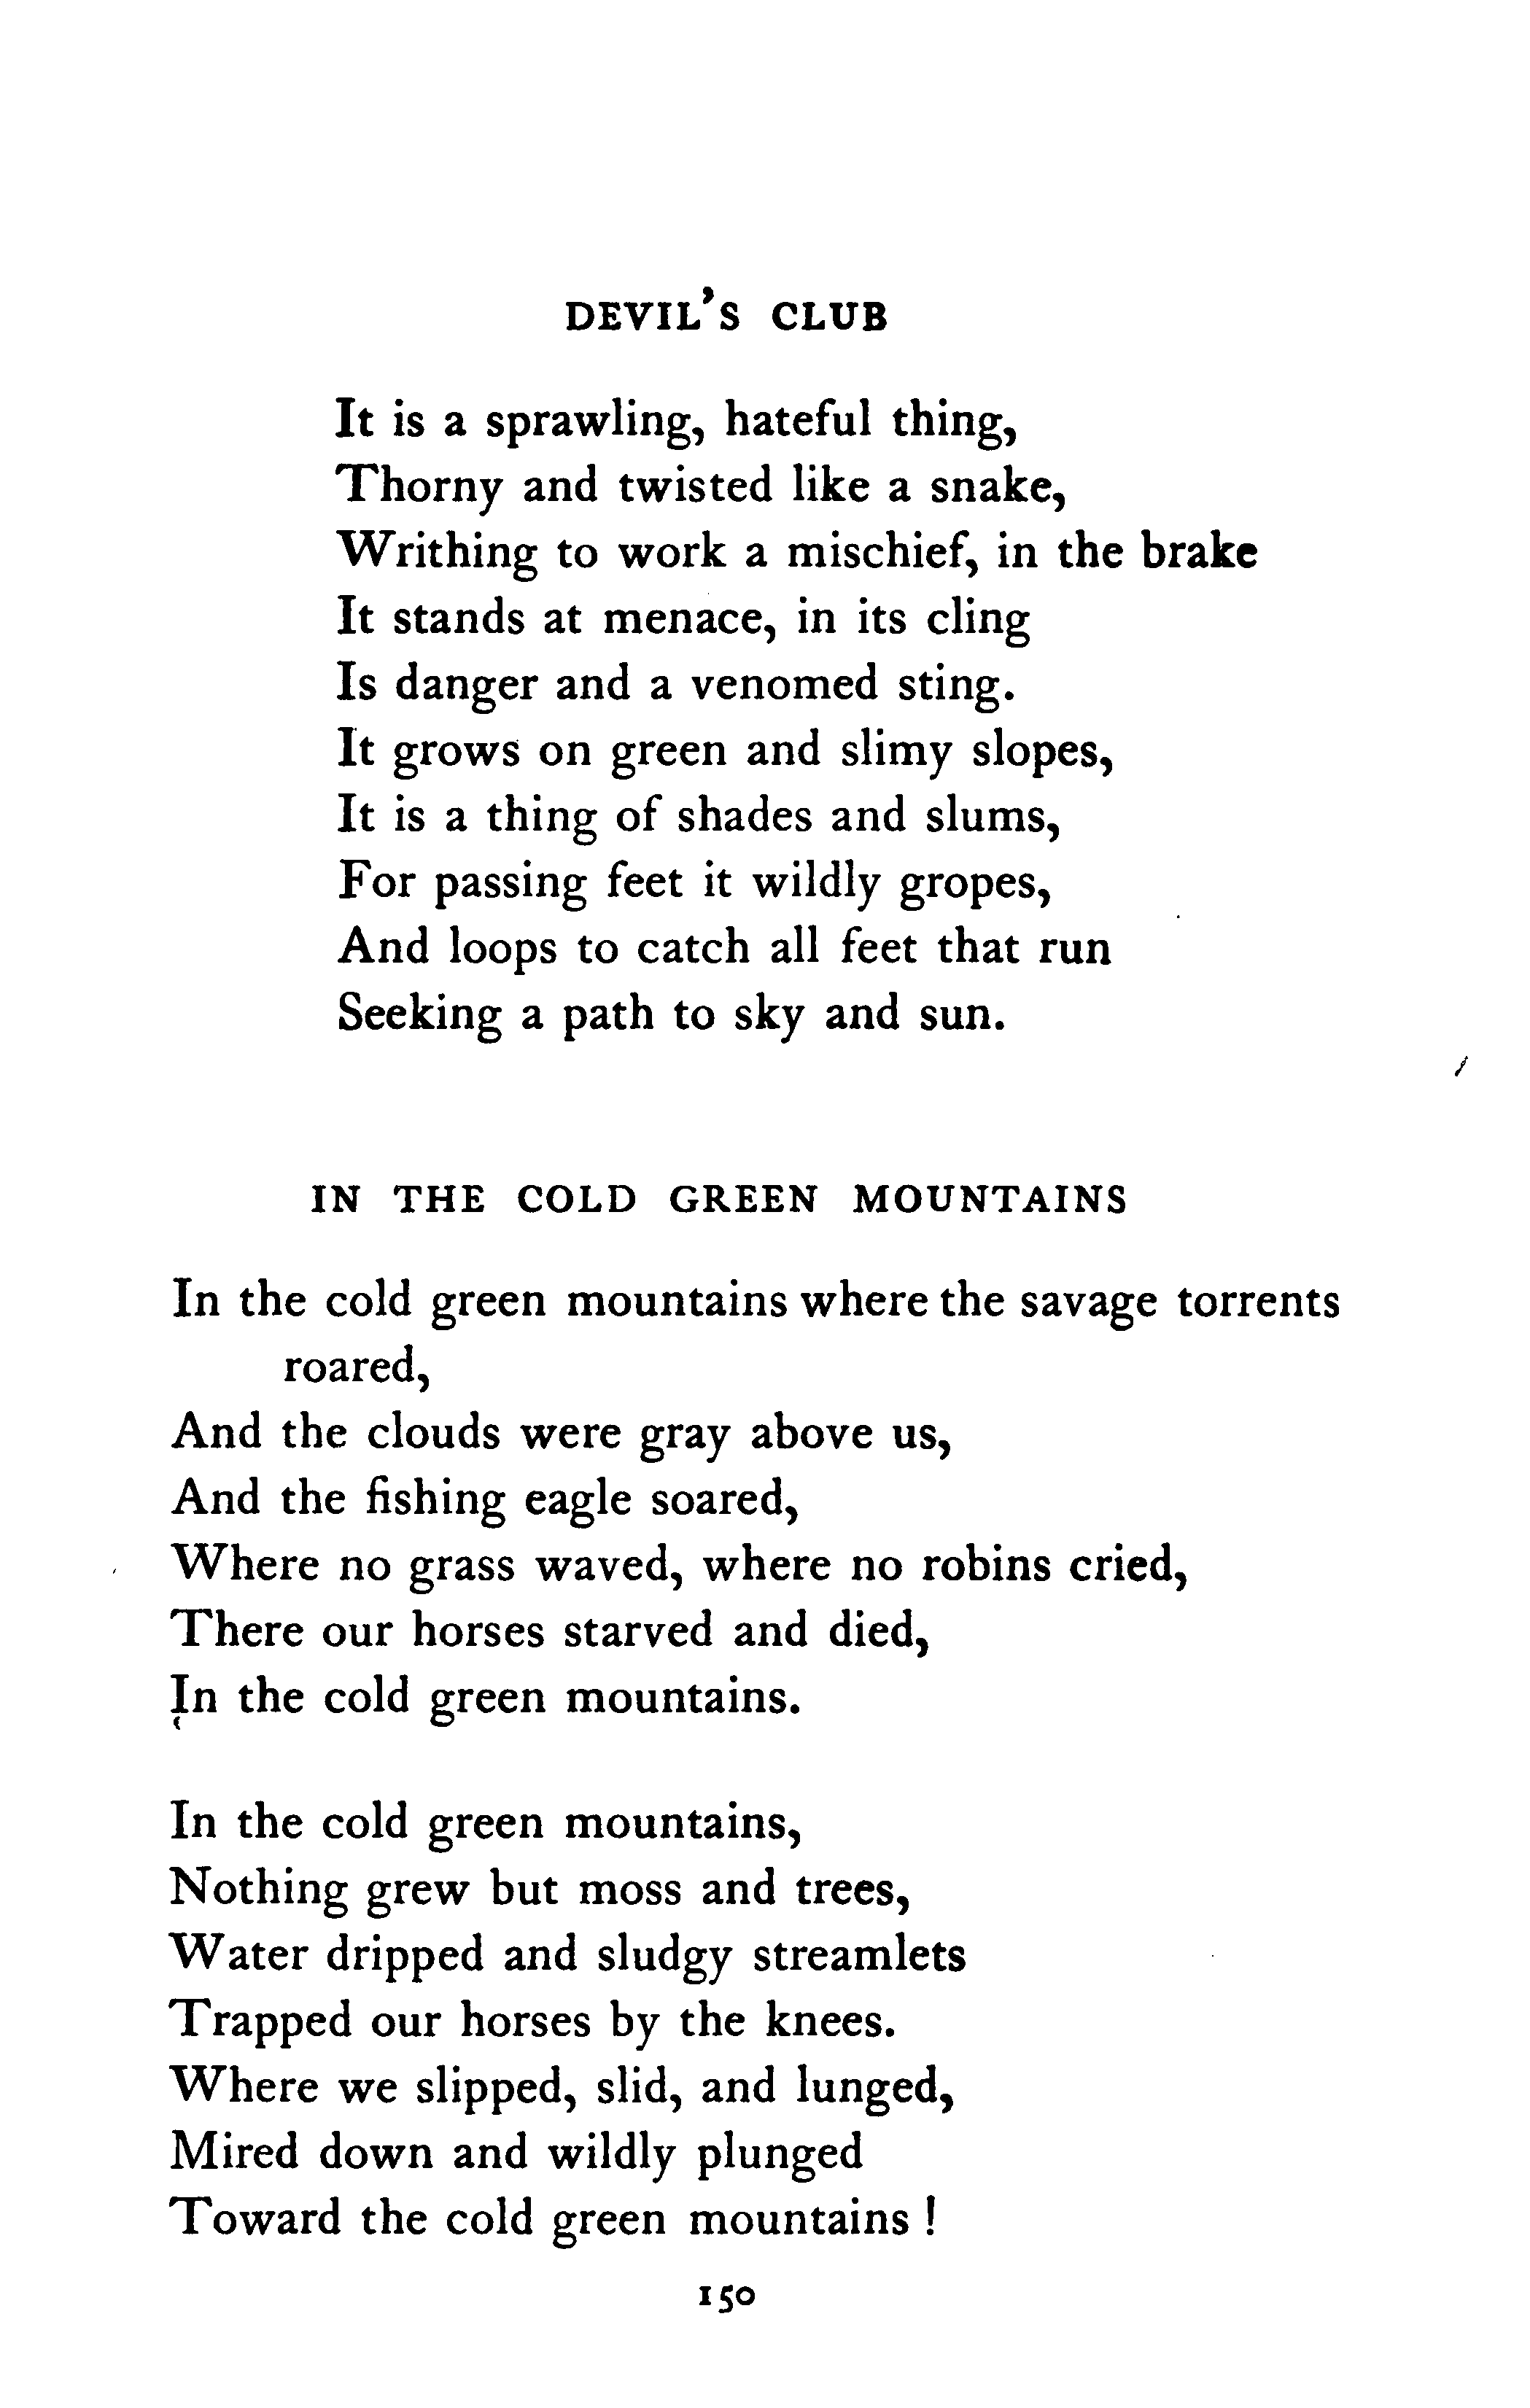 DEVIL'S CLUB
It is a sprawling, hateful thing,
Thorny and twisted like a snake,
Writhing to work a mischief, in the brake
It stands at menace, in its cling
Is danger and a venomed sting.
It grows on green and slimy slopes,
It is a thing of shades and slums,
For passing feet it wildly gropes,
And loops to catch all feet that run
Seeking a path to sky and sun.
IN THE COLD GREEN MOUNTAINS
In the cold green mountains where the savage torrents
roared,
And the clouds were gray above us,
And the fishing eagle soared,
Where no grass waved, where no robins cried,
There our horses starved and died,
In the cold green mountains.
In the cold green mountains,
Nothing grew but moss and trees,
Water dripped and sludgy streamlets
Trapped our horses by the knees.
Where we slipped, slid, and lunged,
Mired down and wildly plunged
Toward the cold green mountains !
150